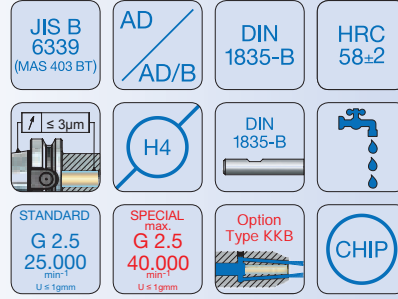 JIS B
6339
(MAS 403 BT)
AD
AD/B
DIN
1835-B
HRC
58±2
↗ ≤ 3µm
H4
DIN
1835-B
STANDARD
G 2.5
25.000
min⁻¹
U ≤ 1gmm
SPECIAL
max.
G 2.5
40.000
min⁻¹
U ≤ 1gmm
Option
Type KKB
CHIP